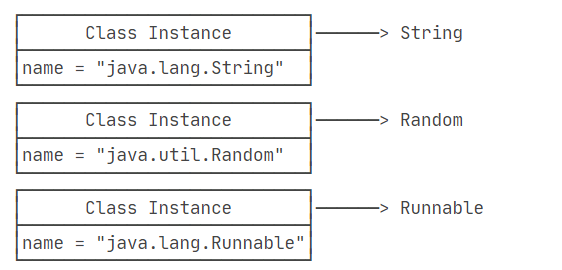 Class Instance > String
name = "java.lang.String"
Class Instance > Random
name = "java.util.Random"
Class Instance > Runnable
name = "java.lang.Runnable"